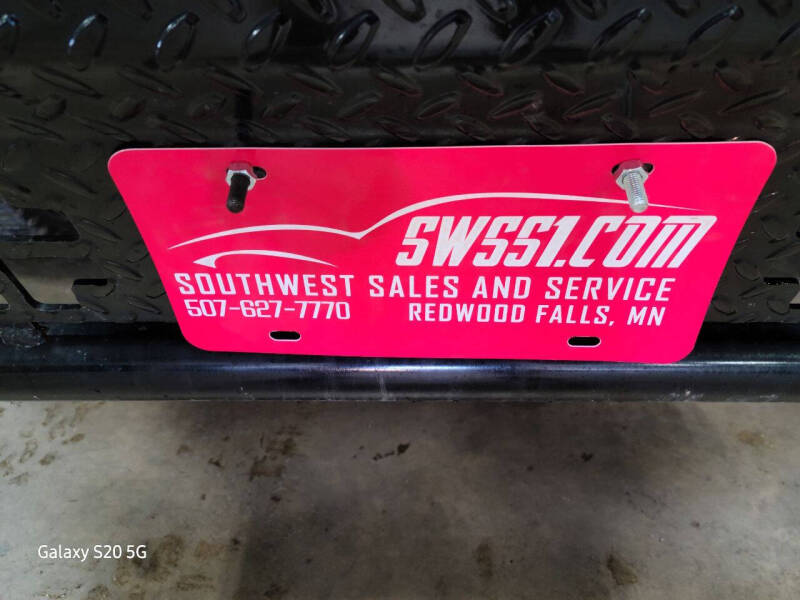 SWSS1.COM
SOUTHWEST SALES AND SERVICE
507-627-7770 REDWOOD FALLS, MN
Galaxy S20 5G